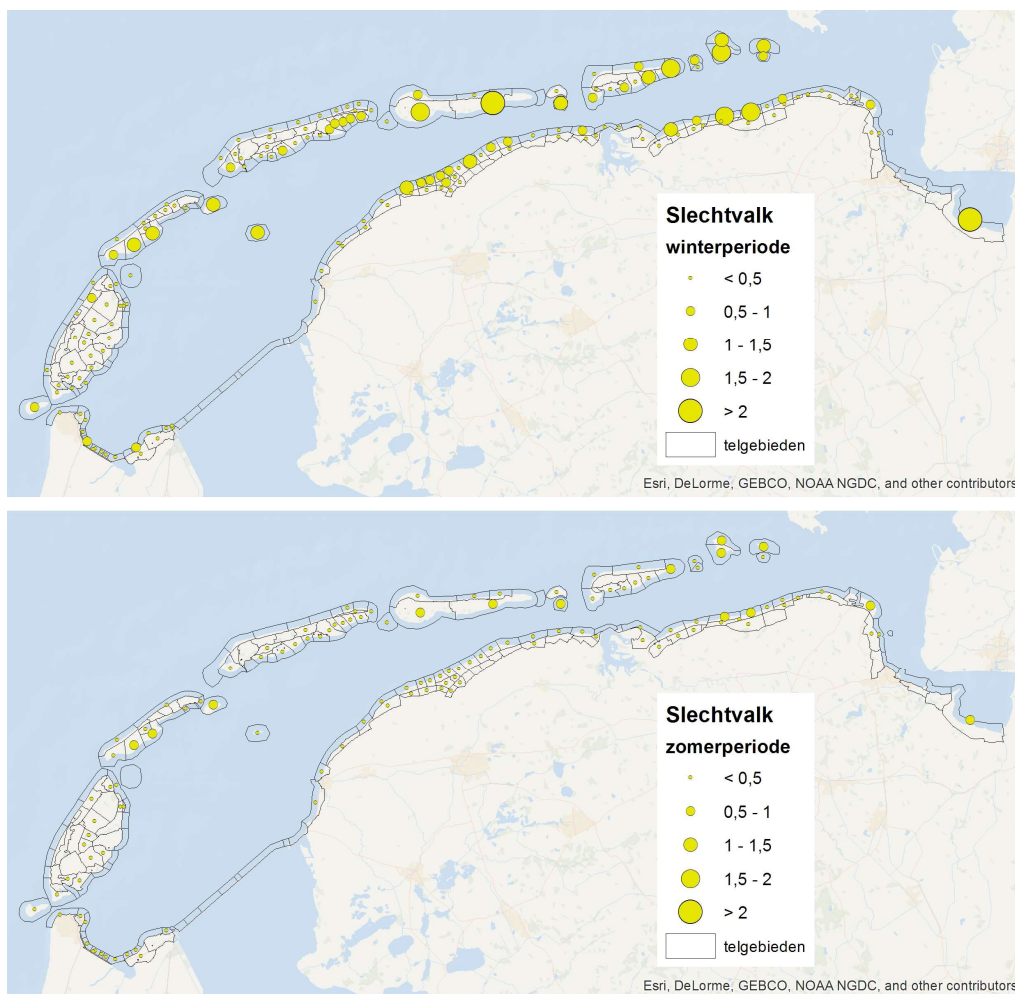 Slechtvalk
winterperiode
< 0,5
0,5 - 1
1 - 1,5
1,5 - 2
> 2
telgebieden
Esri, DeLorme, GEBCO, NOAA NGDC, and other contributors
Slechtvalk
zomerperiode
< 0,5
0,5 - 1
1 - 1,5
1,5 - 2
> 2
telgebieden
Esri, DeLorme, GEBCO, NOAA NGDC, and other contributors